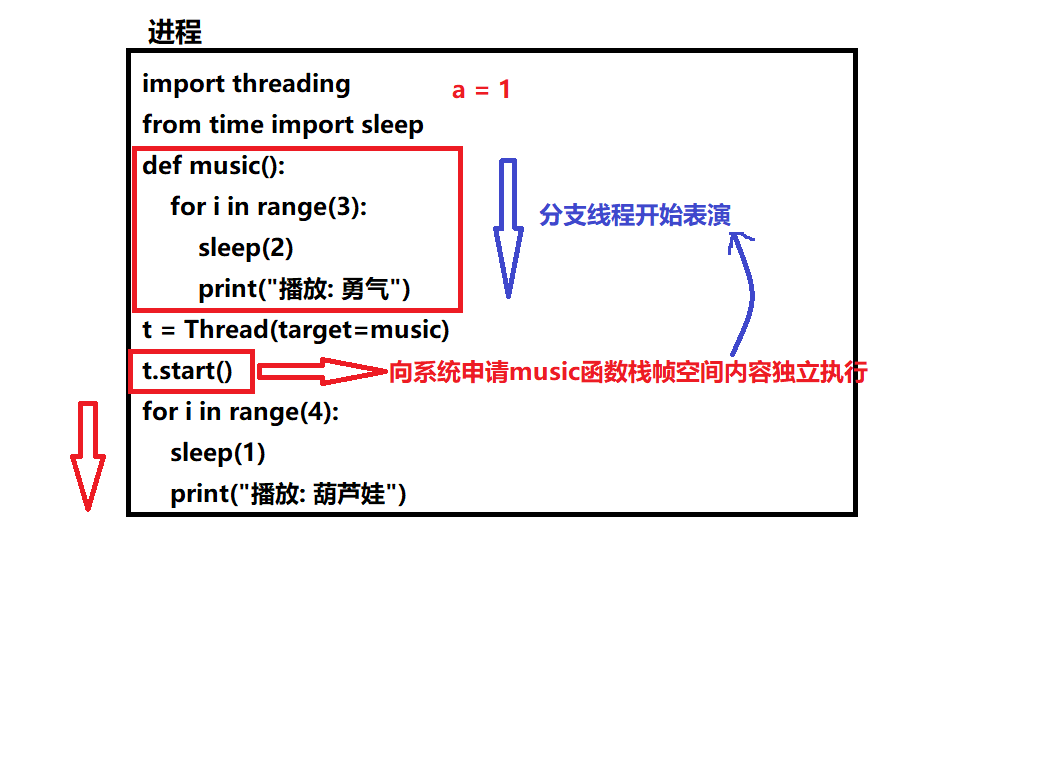 进程
import threading
a = 1
from time import sleep
def music():
for i in range(3):
分支线程开始表演
sleep(2)
print("播放: 勇气")
t = Thread(target=music)
t.start()
向系统申请music函数栈帧空间内容独立执行
for i in range(4):
sleep(1)
print("播放: 葫芦娃")